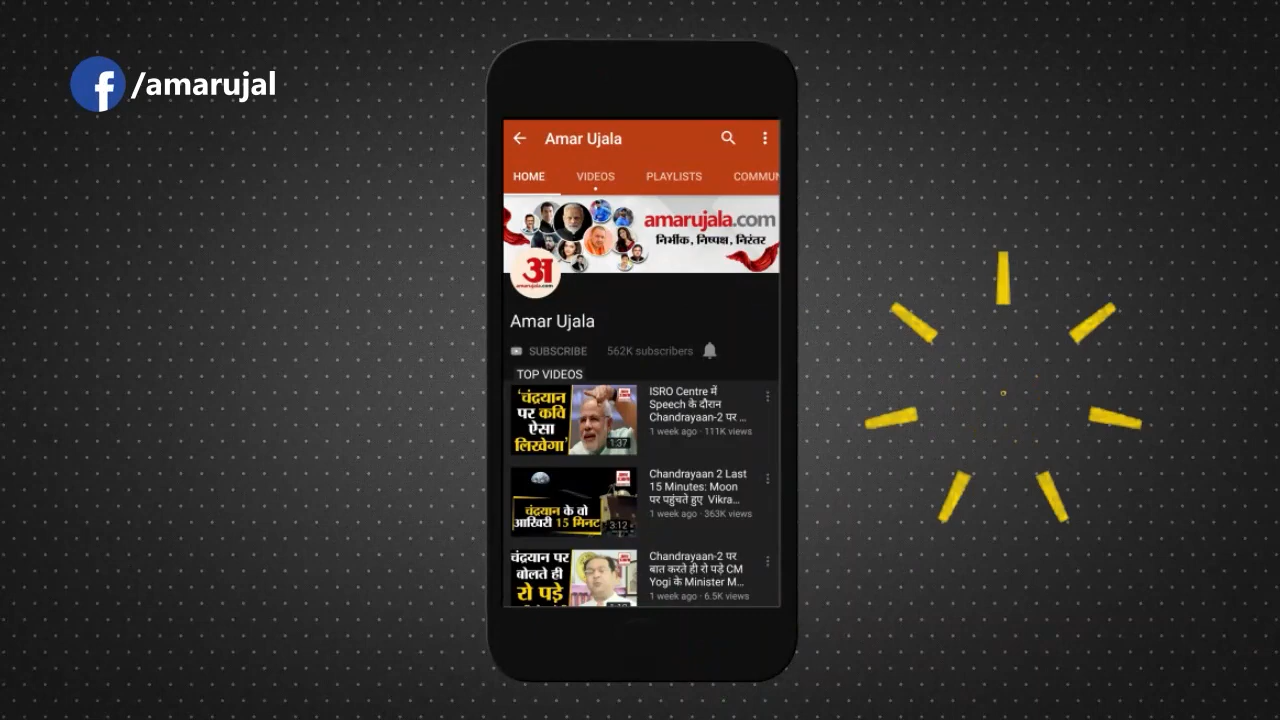 /amarujal
Amar Ujala
HOME VIDEOS PLAYLISTS COMMUN
amarujala.com
निर्भीक, निष्पक्ष, निरंतर
अ
amarujala.com
Amar Ujala
SUBSCRIBE 562K subscribers
TOP VIDEOS
'चंद्रयान
पर कवि
ऐसा
लिखेगा'
1:37
ISRO Centre में
Speech के दौरान
Chandrayaan-2 पर ...
1 week ago · 111K views
चंद्रयान के वो
आखिरी 15 मिनट
3:12
Chandrayaan 2 Last
15 Minutes: Moon
पर पहुंचते हुए Vikra...
1 week ago · 363K views
चंद्रयान पर
बोलते ही
रो पड़े
Chandrayaan-2 पर
बात करते ही रो पड़े CM
Yogi के Minister M...
1 week ago · 6.5K views